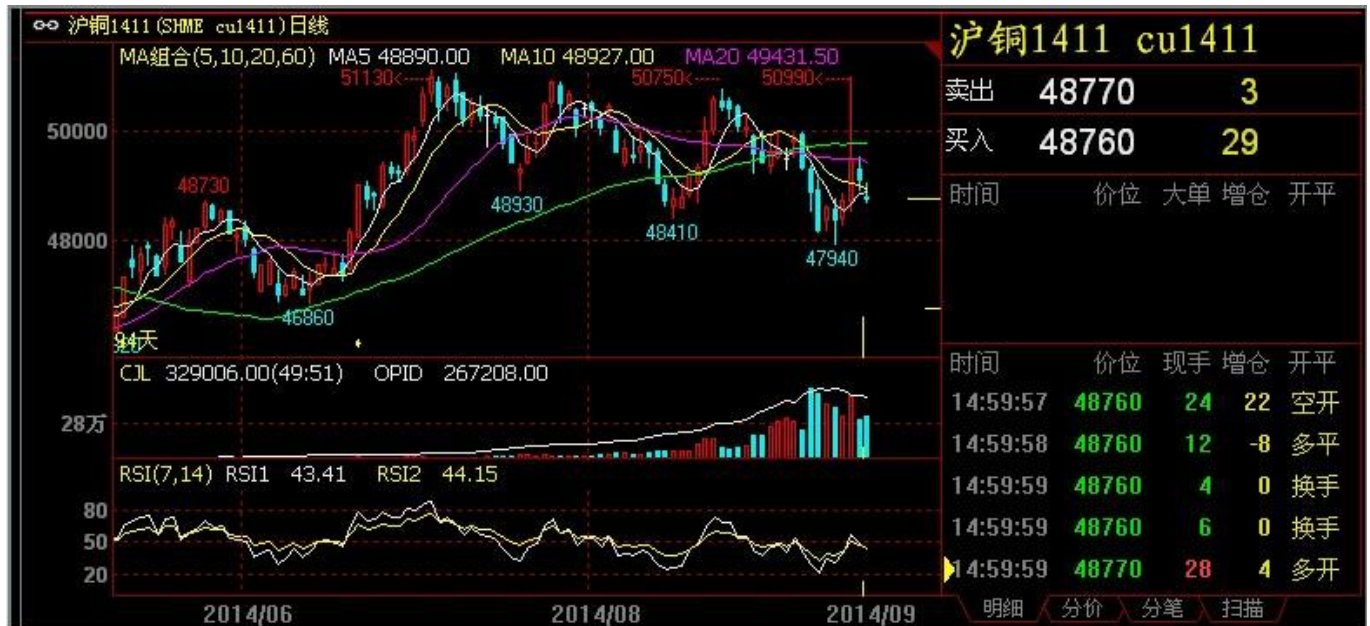 沪铜1411(SHME cu1411)日线
MA组合(5,10,20,60) MA5 48890.00 MA10 48927.00 MA20 49431.50
51130
50750
50990
50000
48730
48930
48410
48000
47940
46860
94天
CJL 329006.00(49:51) OPID 267208.00
28万
RSI(7,14) RSI1 43.41 RSI2 44.15
80
50
20
2014/06 2014/08 2014/09
沪铜1411 cu1411
卖出 48770 3
买入 48760 29
时间 价位 大单 增仓 开平
时间 价位 现手 增仓 开平
14:59:57 48760 24 22 空开
14:59:58 48760 12 -8 多平
14:59:59 48760 4 0 换手
14:59:59 48760 6 0 换手
14:59:59 48770 28 4 多开
明细 分价 分笔 扫描